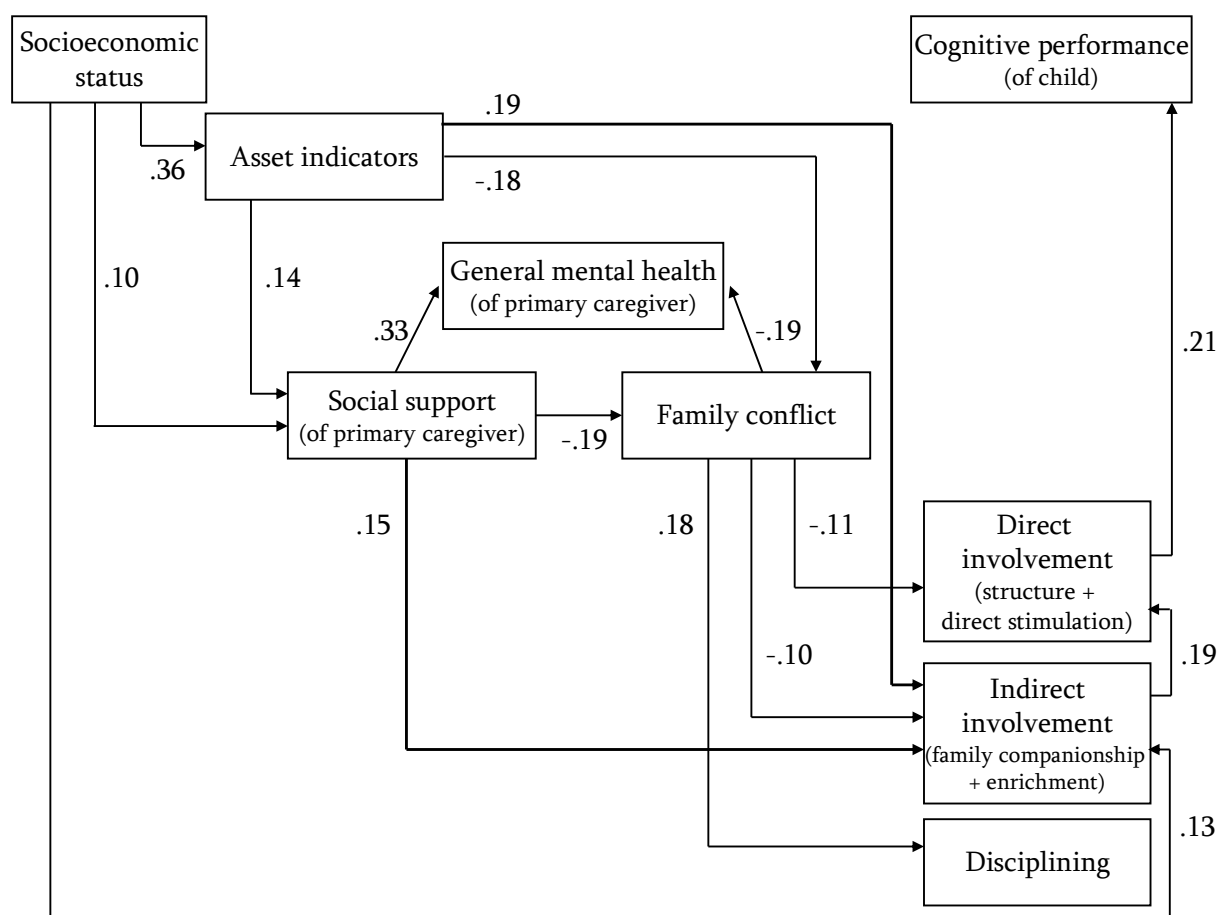 Socioeconomic
status
Cognitive performance
(of child)
.19
Asset indicators
.36
-.18
.10
.14
General mental health
(of primary caregiver)
.33
-.19
.21
Social support
(of primary caregiver)
Family conflict
-.19
.15
.18
-.11
Direct
involvement
(structure +
direct stimulation)
-.10
.19
Indirect
involvement
(family companionship
+ enrichment)
.13
Disciplining